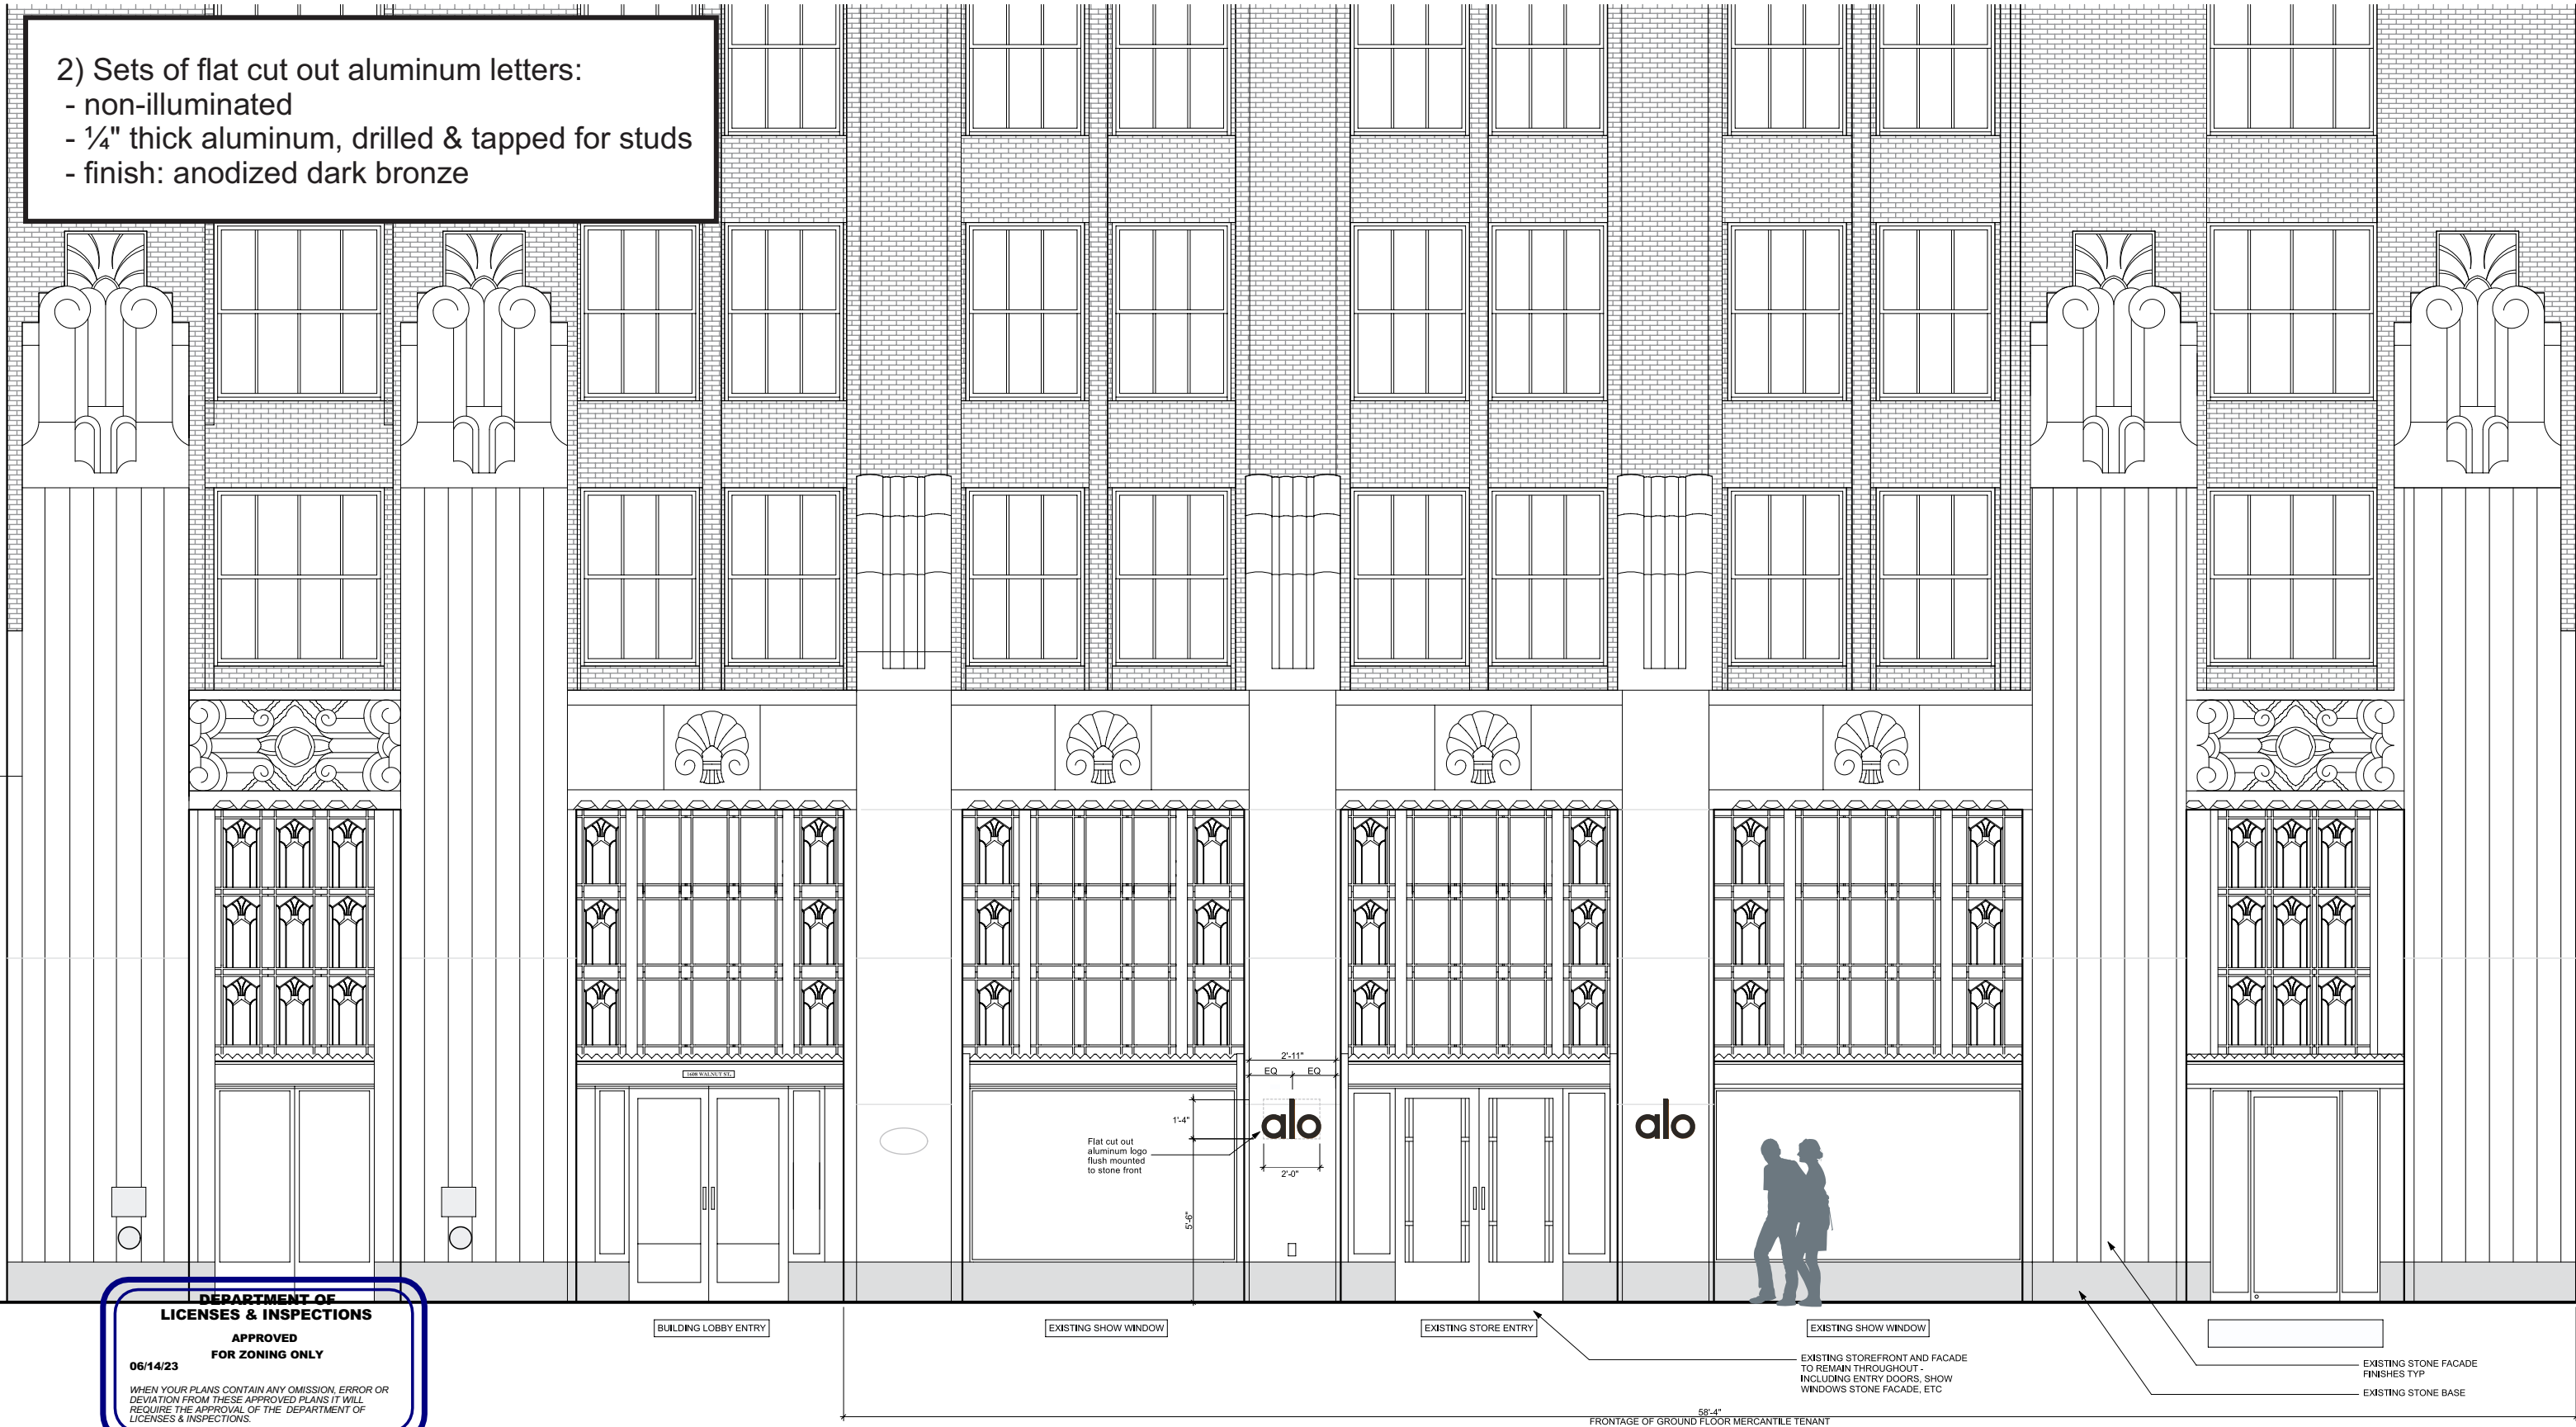 2) Sets of flat cut out aluminum letters:
- non-illuminated
- ¼" thick aluminum, drilled & tapped for studs
- finish: anodized dark bronze
1608 WALNUT ST.
2'-11"
EQ
EQ
1'-4"
alo
alo
Flat cut out
aluminum logo
flush mounted
to stone front
2'-0"
5'-6"
DEPARTMENT OF
LICENSES & INSPECTIONS
APPROVED
FOR ZONING ONLY
06/14/23
WHEN YOUR PLANS CONTAIN ANY OMISSION, ERROR OR
DEVIATION FROM THESE APPROVED PLANS IT WILL
REQUIRE THE APPROVAL OF THE DEPARTMENT OF
LICENSES & INSPECTIONS.
BUILDING LOBBY ENTRY
EXISTING SHOW WINDOW
EXISTING STORE ENTRY
EXISTING SHOW WINDOW
EXISTING STOREFRONT AND FACADE
TO REMAIN THROUGHOUT -
INCLUDING ENTRY DOORS, SHOW
WINDOWS STONE FACADE, ETC
EXISTING STONE FACADE
FINISHES TYP
EXISTING STONE BASE
58'-4"
FRONTAGE OF GROUND FLOOR MERCANTILE TENANT